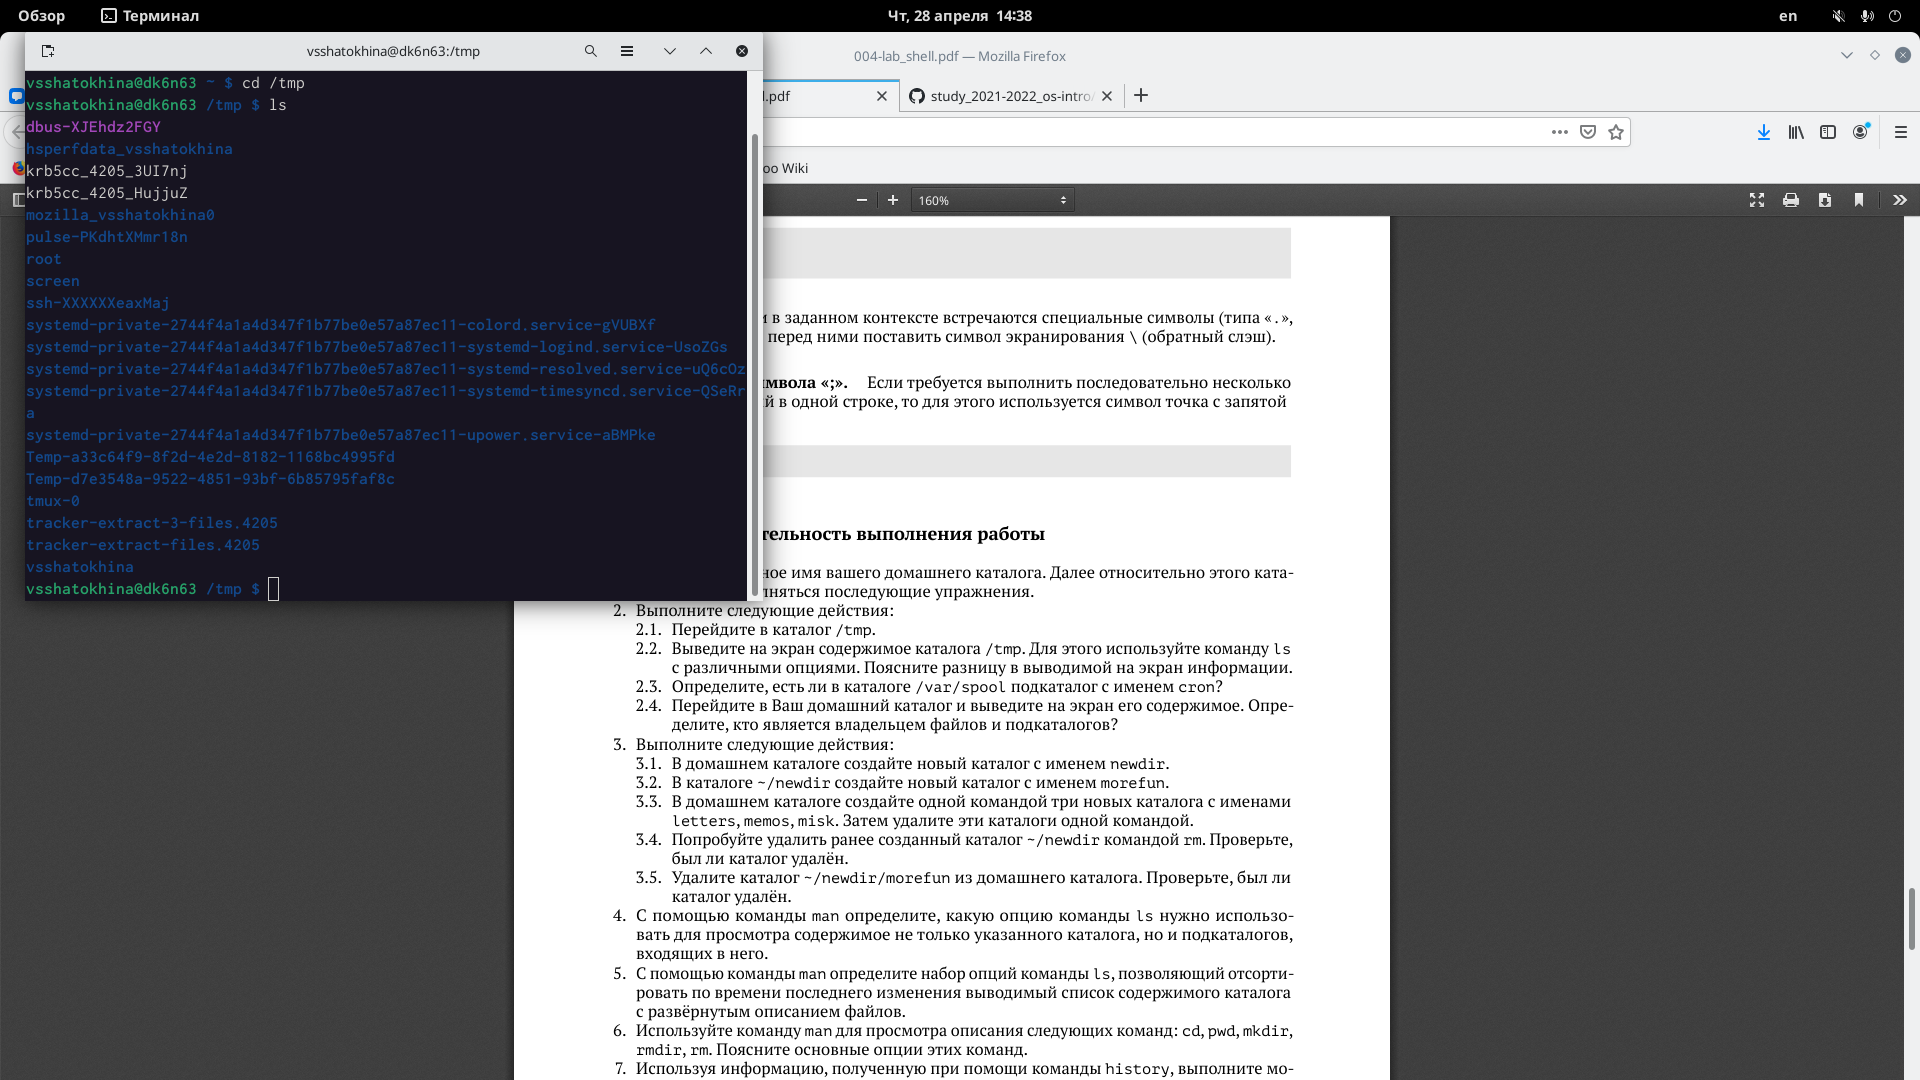 Обзор
Терминал
Чт, 28 апреля 14:38
en
vsshatokhina@dk6n63:/tmp
004-lab_shell.pdf — Mozilla Firefox
vsshatokhina@dk6n63 ~ $ cd /tmp
vsshatokhina@dk6n63 /tmp $ ls
dbus-XJEhdz2FGY
hsperfdata_vsshatokhina
krb5cc_4205_3UI7nj
krb5cc_4205_HujjuZ
mozilla_vsshatokhina0
pulse-PKdhtXMmr18n
root
screen
ssh-XXXXXXeaxMaj
systemd-private-2744f4a1a4d347f1b77be0e57a87ec11-colord.service-gVUBXf
systemd-private-2744f4a1a4d347f1b77be0e57a87ec11-systemd-logind.service-UsoZGs
systemd-private-2744f4a1a4d347f1b77be0e57a87ec11-systemd-resolved.service-uQ6cOz
systemd-private-2744f4a1a4d347f1b77be0e57a87ec11-systemd-timesyncd.service-QSeRr
a
systemd-private-2744f4a1a4d347f1b77be0e57a87ec11-upower.service-aBMPke
Temp-a33c64f9-8f2d-4e2d-8182-1168bc4995fd
Temp-d7e3548a-9522-4851-93bf-6b85795faf8c
tmux-0
tracker-extract-3-files.4205
tracker-extract-files.4205
vsshatokhina
vsshatokhina@dk6n63 /tmp $
l.pdf
study_2021-2022_os-intro/
oo Wiki
160%
и в заданном контексте встречаются специальные символы (типа «.»,
перед ними поставить символ экранирования \ (обратный слэш).
имвола «;». Если требуется выполнить последовательно несколько
й в одной строке, то для этого используется символ точка с запятой
тельность выполнения работы
ное имя вашего домашнего каталога. Далее относительно этого ката-
лняться последующие упражнения.
2. Выполните следующие действия:
2.1. Перейдите в каталог /tmp.
2.2. Выведите на экран содержимое каталога /tmp. Для этого используйте команду ls
с различными опциями. Поясните разницу в выводимой на экран информации.
2.3. Определите, есть ли в каталоге /var/spool подкаталог с именем cron?
2.4. Перейдите в Ваш домашний каталог и выведите на экран его содержимое. Опре-
делите, кто является владельцем файлов и подкаталогов?
3. Выполните следующие действия:
3.1. В домашнем каталоге создайте новый каталог с именем newdir.
3.2. В каталоге ~/newdir создайте новый каталог с именем morefun.
3.3. В домашнем каталоге создайте одной командой три новых каталога с именами
letters, memos, misk. Затем удалите эти каталоги одной командой.
3.4. Попробуйте удалить ранее созданный каталог ~/newdir командой rm. Проверьте,
был ли каталог удалён.
3.5. Удалите каталог ~/newdir/morefun из домашнего каталога. Проверьте, был ли
каталог удалён.
4. С помощью команды man определите, какую опцию команды ls нужно использо-
вать для просмотра содержимое не только указанного каталога, но и подкаталогов,
входящих в него.
5. С помощью команды man определите набор опций команды ls, позволяющий отсорти-
ровать по времени последнего изменения выводимый список содержимого каталога
с развёрнутым описанием файлов.
6. Используйте команду man для просмотра описания следующих команд: cd, pwd, mkdir,
rmdir, rm. Поясните основные опции этих команд.
7. Используя информацию, полученную при помощи команды history, выполните мо-